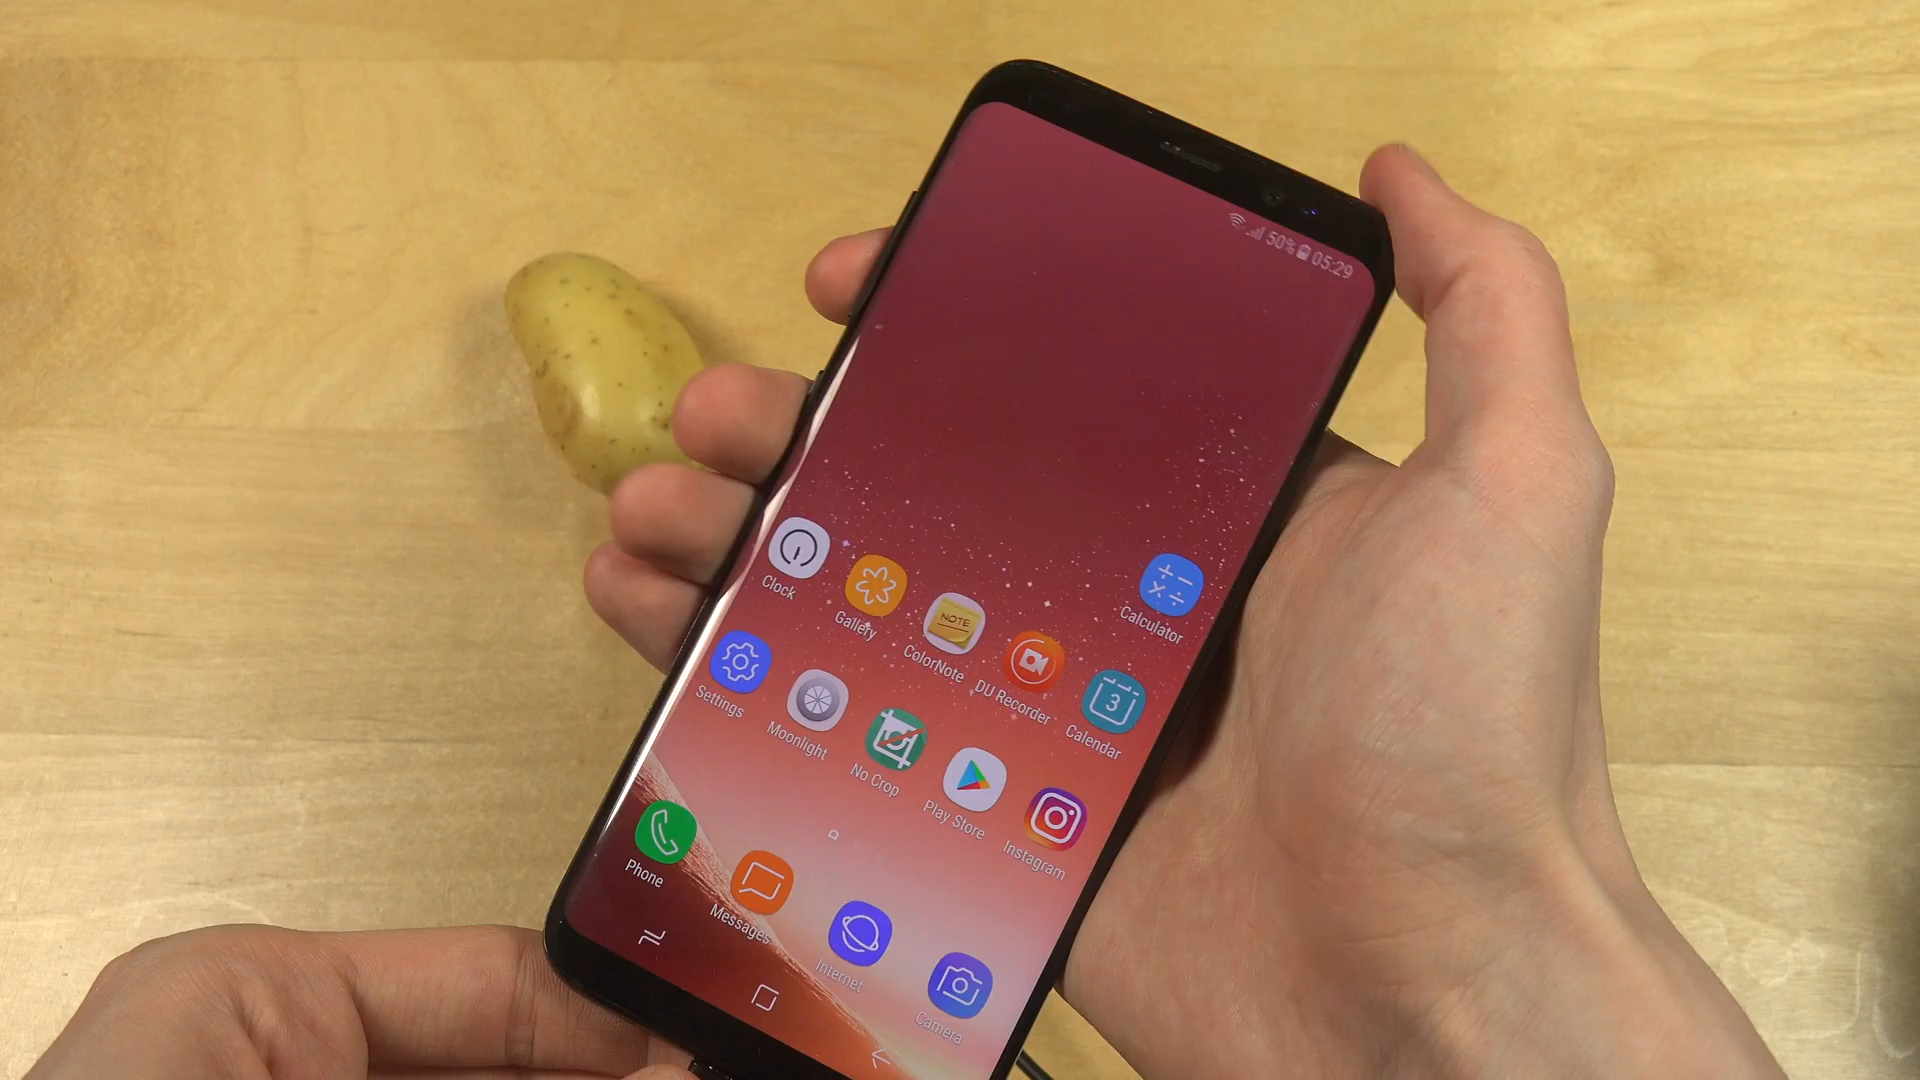 50% 05:29
Clock
Gallery
NOTE
ColorNote
DU Recorder
Calculator
Settings
Moonlight
No Crop
Play Store
3
Calendar
Instagram
Phone
Messages
Internet
Camera